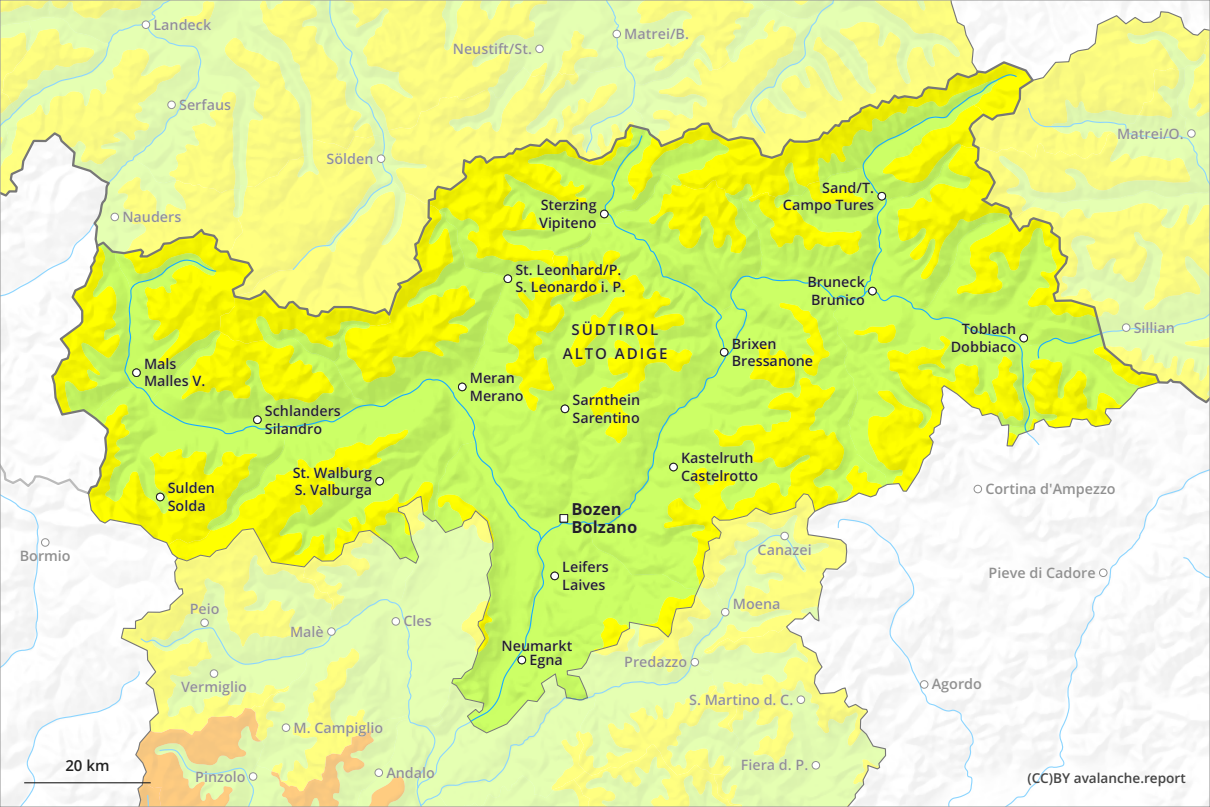 Landeck
Matrei/B.
Neustift/St.
Serfaus
Matrei/O.
Sölden
Sand/T.
Campo Tures
Nauders
Sterzing
Vipiteno
St. Leonhard/P.
S. Leonardo i. P.
Bruneck
Brunico
SÜDTIROL
ALTO ADIGE
Toblach
Dobbiaco
Sillian
Brixen
Bressanone
Mals
Malles V.
Meran
Merano
Sarnthein
Sarentino
Schlanders
Silandro
Kastelruth
Castelrotto
St. Walburg
S. Valburga
Sulden
Solda
Cortina d'Ampezzo
Bozen
Bolzano
Bormio
Canazei
Leifers
Laives
Pieve di Cadore
Peio
Moena
Malè
Cles
Neumarkt
Egna
Predazzo
Vermiglio
Agordo
S. Martino d. C.
M. Campiglio
20 km
Fiera d. P.
Pinzolo
Andalo
(CC)BY avalanche.report